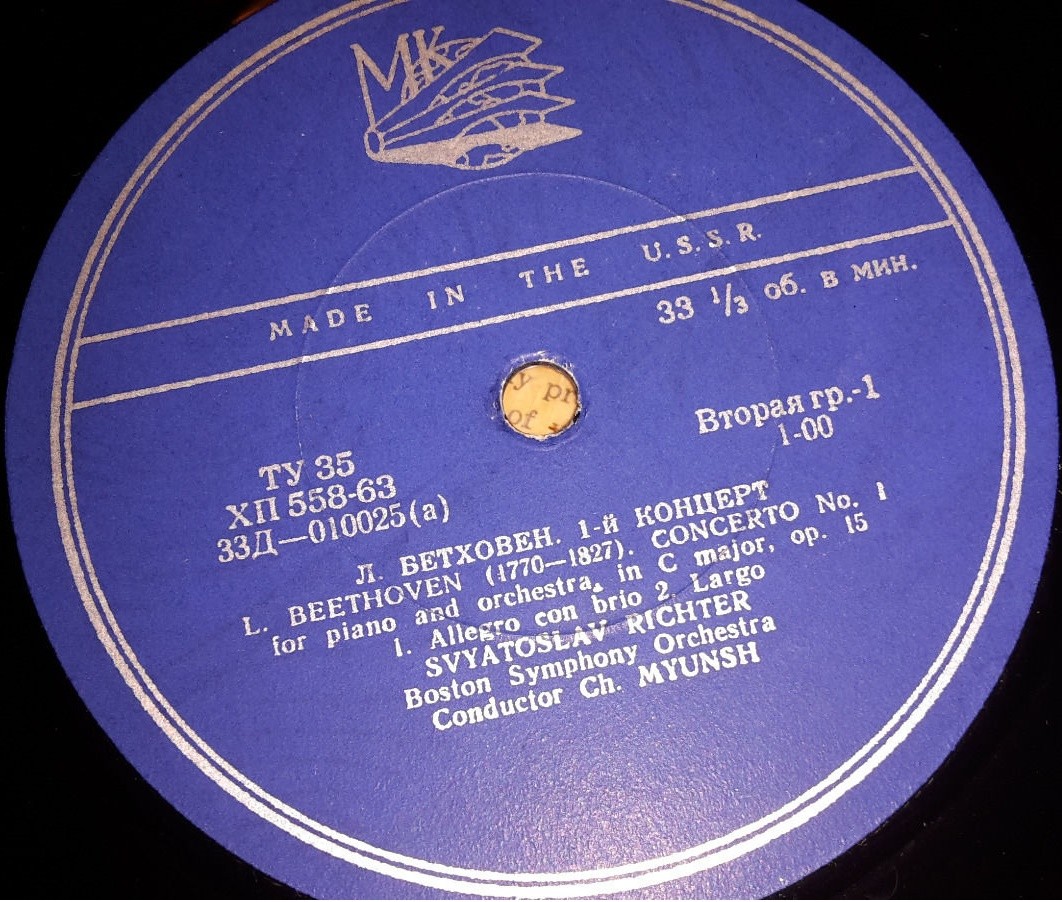 МК
MADE IN THE U.S.S.R.
33 1/3 об. в мин.
Вторая гр.-1
1-00
ТУ 35
ХП 558-63
33Д—010025(а)
Л. БЕТХОВЕН. 1-й КОНЦЕРТ
L. BEETHOVEN (1770—1827). CONCERTO No. 1
for piano and orchestra, in C major, op. 15
1. Allegro con brio 2. Largo
SVYATOSLAV RICHTER
Boston Symphony Orchestra
Conductor Ch. MYUNSH
y pr
of